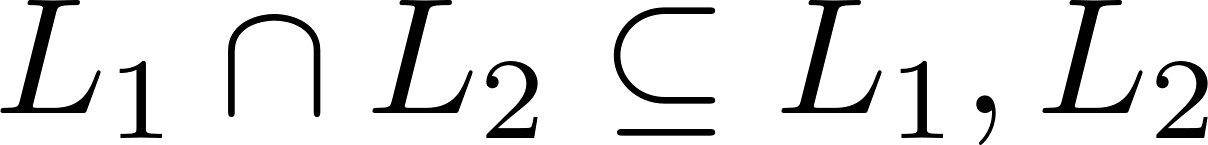 L₁ ∩ L₂ ⊆ L₁, L₂